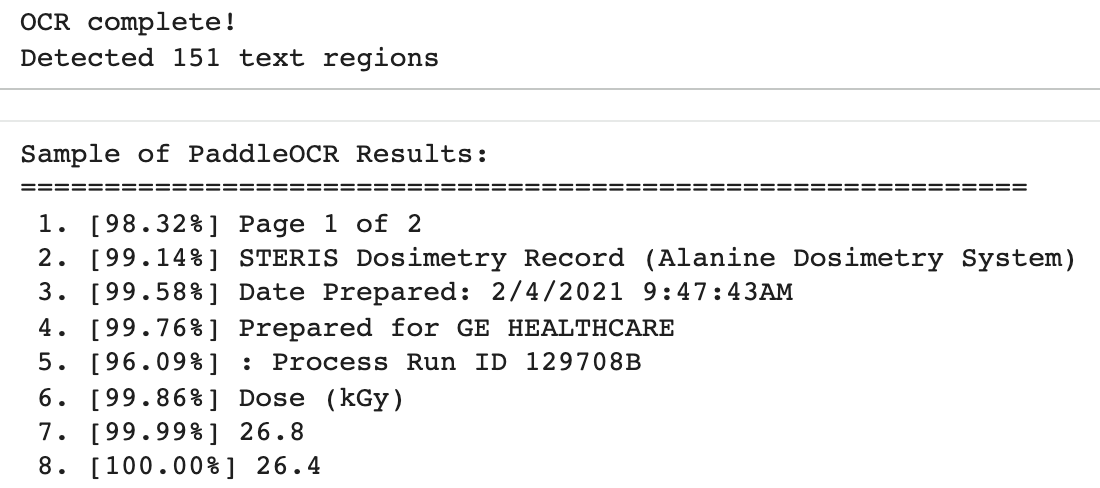 OCR complete!
Detected 151 text regions
Sample of PaddleOCR Results:
============================================================
1. [98.32%] Page 1 of 2
2. [99.14%] STERIS Dosimetry Record (Alanine Dosimetry System)
3. [99.58%] Date Prepared: 2/4/2021 9:47:43AM
4. [99.76%] Prepared for GE HEALTHCARE
5. [96.09%] : Process Run ID 129708B
6. [99.86%] Dose (kGy)
7. [99.99%] 26.8
8. [100.00%] 26.4